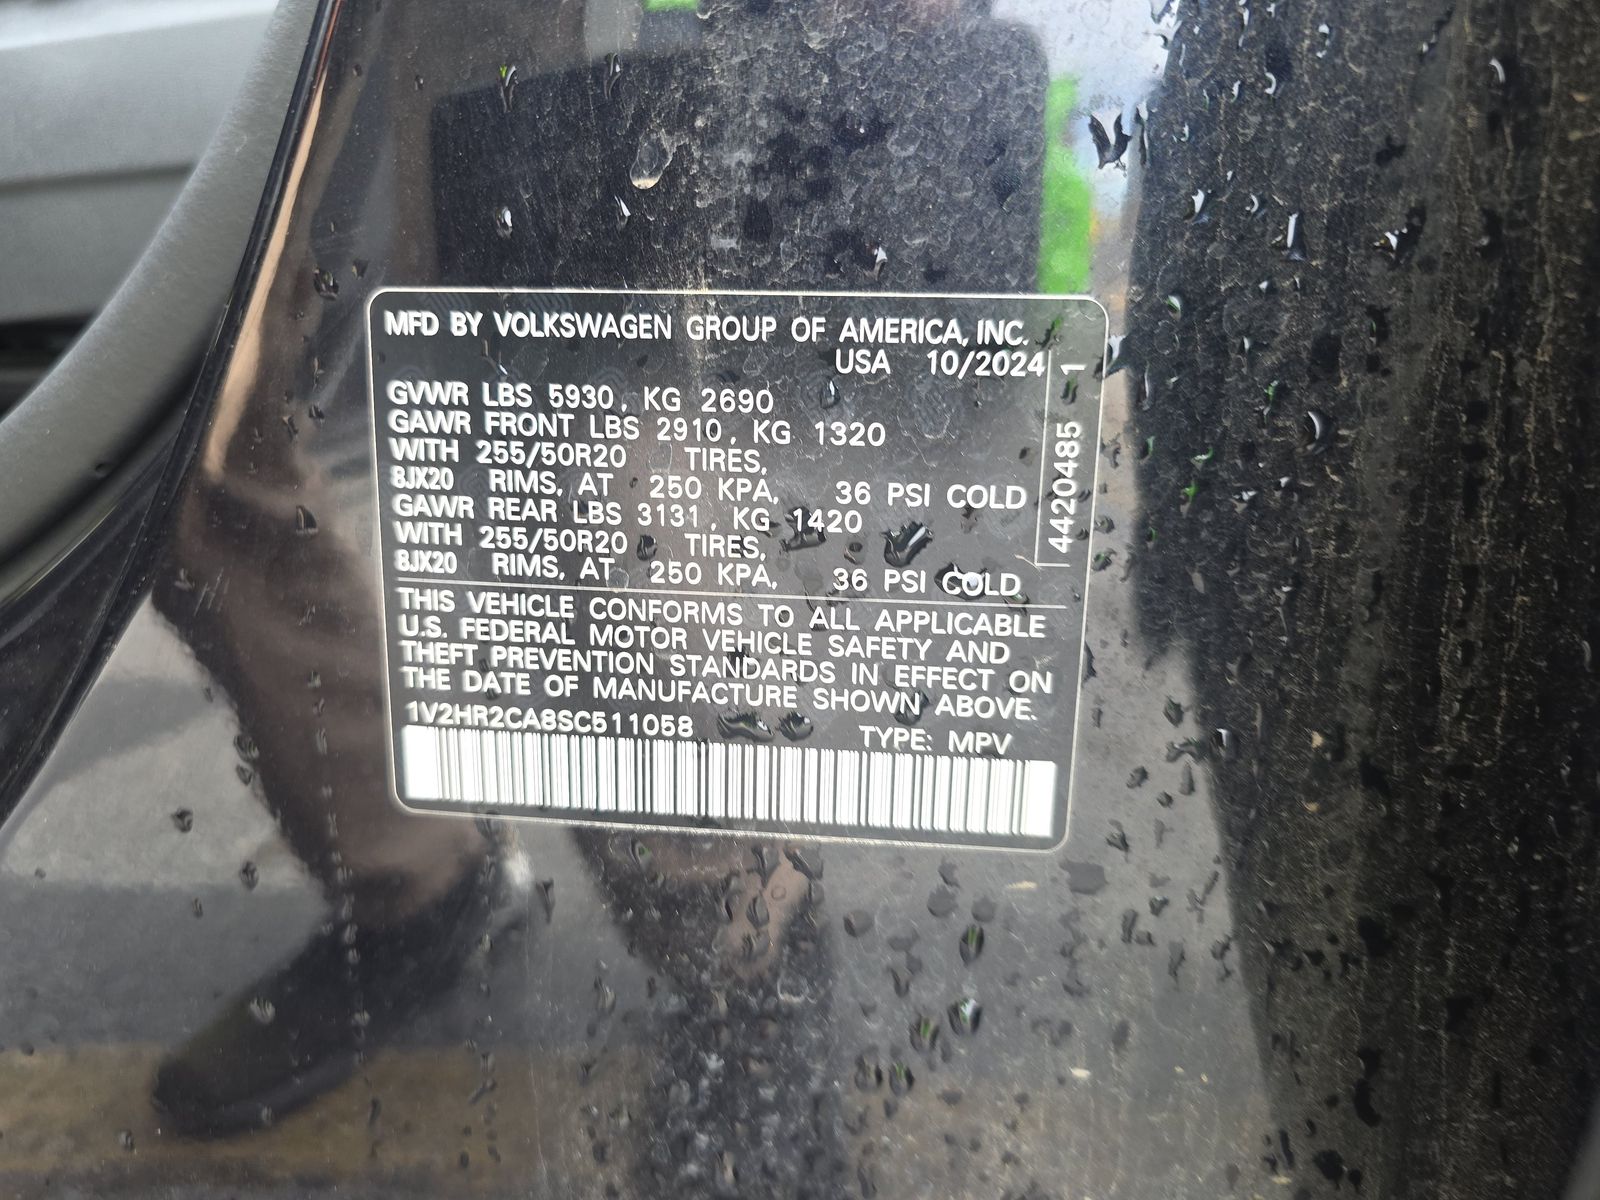 MFD BY VOLKSWAGEN GROUP OF AMERICA, INC.
USA 10/2024
GVWR LBS 5930, KG 2690
GAWR FRONT LBS 2910, KG 1320
WITH 255/50R20 TIRES,
8JX20 RIMS, AT 250 KPA, 36 PSI COLD
GAWR REAR LBS 3131, KG 1420
WITH 255/50R20 TIRES,
8JX20 RIMS, AT 250 KPA, 36 PSI COLD
THIS VEHICLE CONFORMS TO ALL APPLICABLE
U.S. FEDERAL MOTOR VEHICLE SAFETY AND
THEFT PREVENTION STANDARDS IN EFFECT ON
THE DATE OF MANUFACTURE SHOWN ABOVE.
1V2HR2CA8SC511058 TYPE: MPV
4420485 1